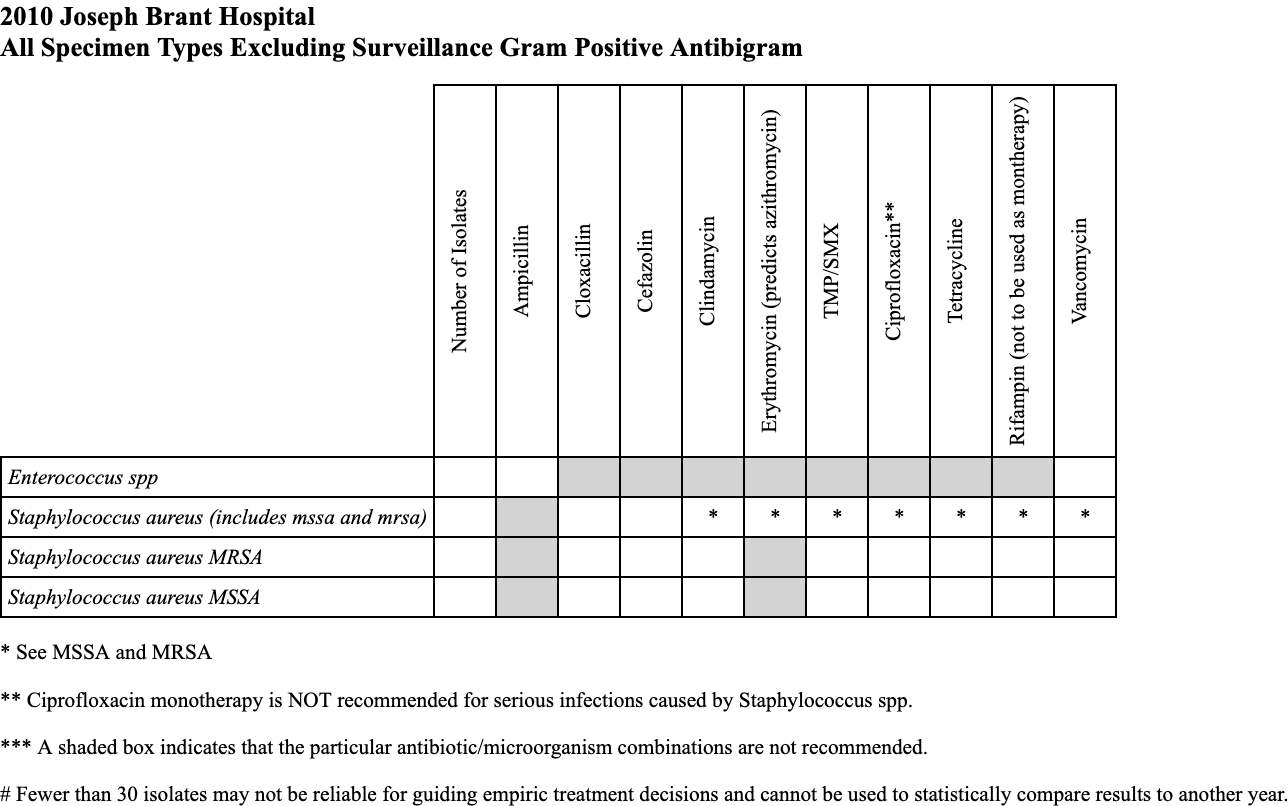 2010 Joseph Brant Hospital
All Specimen Types Excluding Surveillance Gram Positive Antibigram
Number of Isolates
Ampicillin
Cloxacillin
Cefazolin
Clindamycin
Erythromycin (predicts azithromycin)
TMP/SMX
Ciprofloxacin**
Tetracycline
Rifampin (not to be used as montherapy)
Vancomycin
Enterococcus spp
Staphylococcus aureus (includes mssa and mrsa) * * * * * * *
Staphylococcus aureus MRSA
Staphylococcus aureus MSSA
* See MSSA and MRSA
** Ciprofloxacin monotherapy is NOT recommended for serious infections caused by Staphylococcus spp.
*** A shaded box indicates that the particular antibiotic/microorganism combinations are not recommended.
# Fewer than 30 isolates may not be reliable for guiding empiric treatment decisions and cannot be used to statistically compare results to another year.